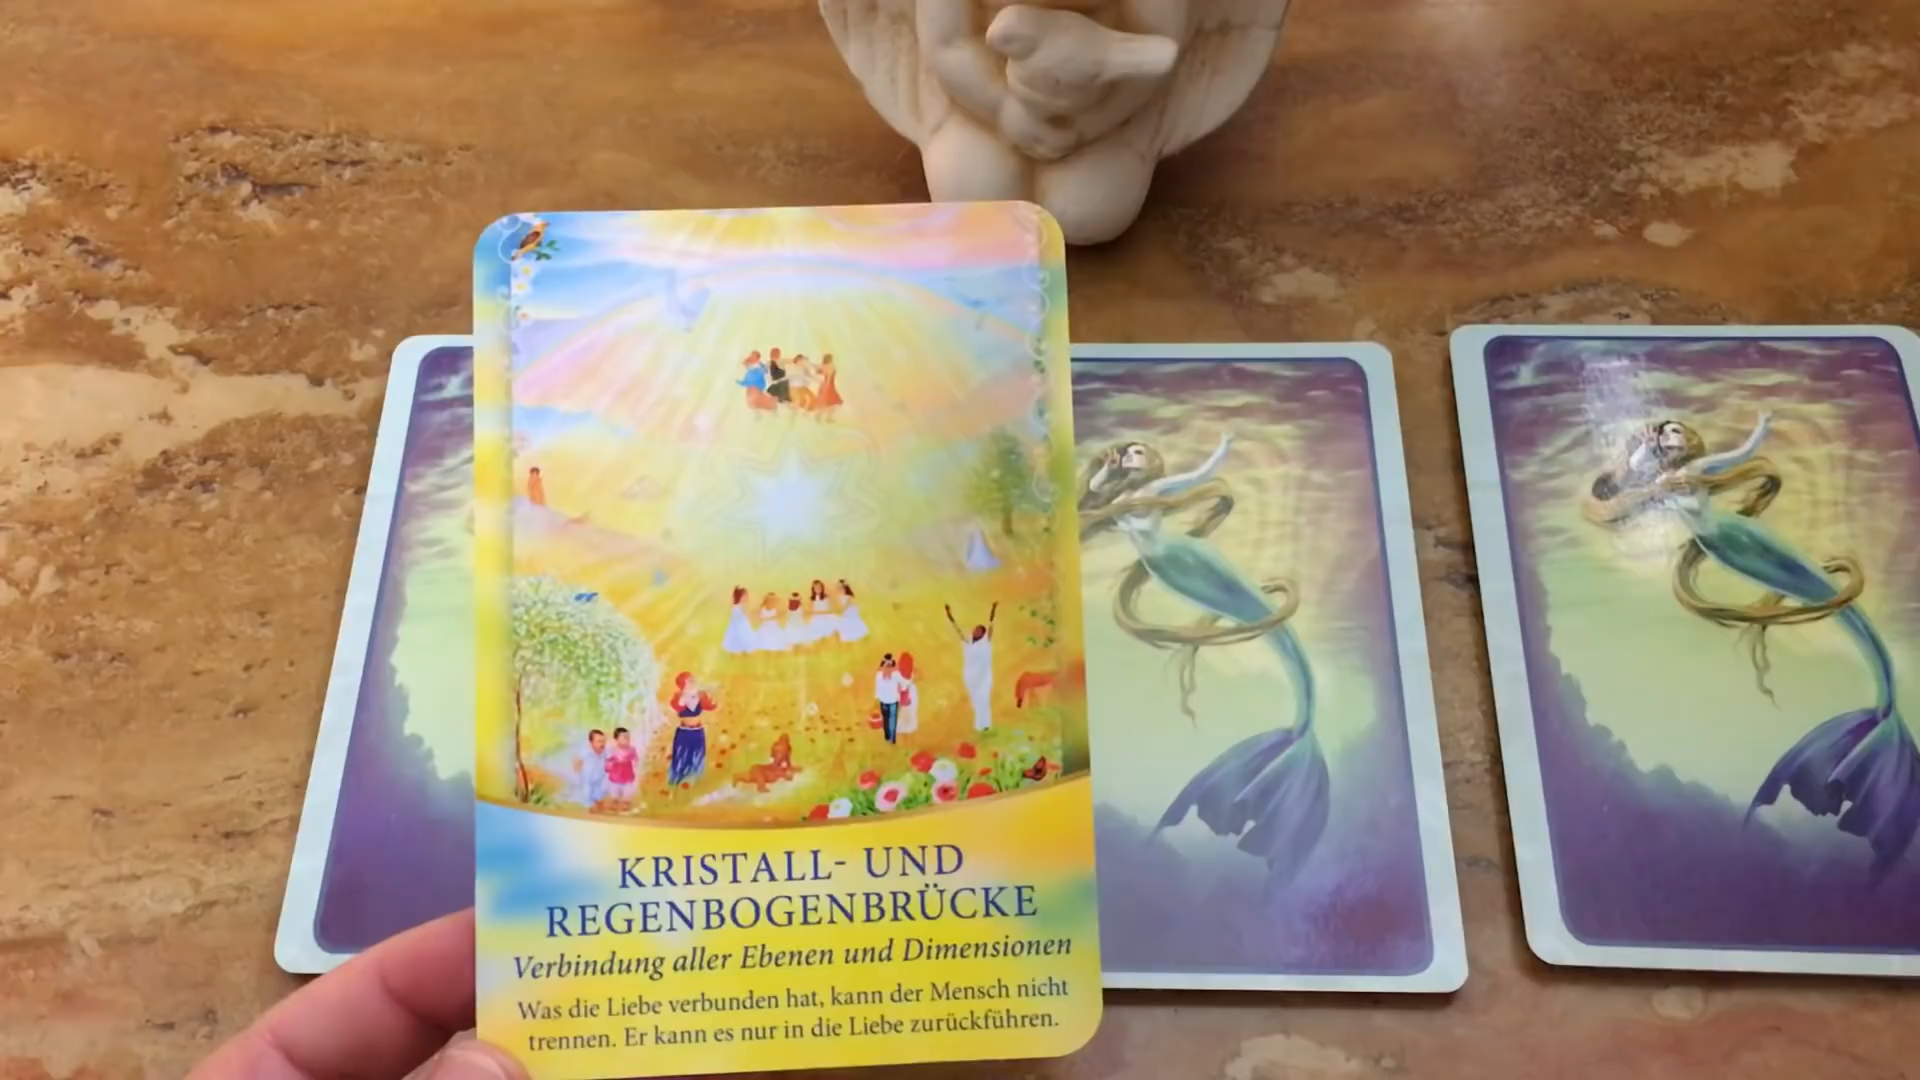 KRISTALL- UND
REGENBOGENBRÜCKE
Verbindung aller Ebenen und Dimensionen
Was die Liebe verbunden hat, kann der Mensch nicht
trennen. Er kann es nur in die Liebe zurückführen.